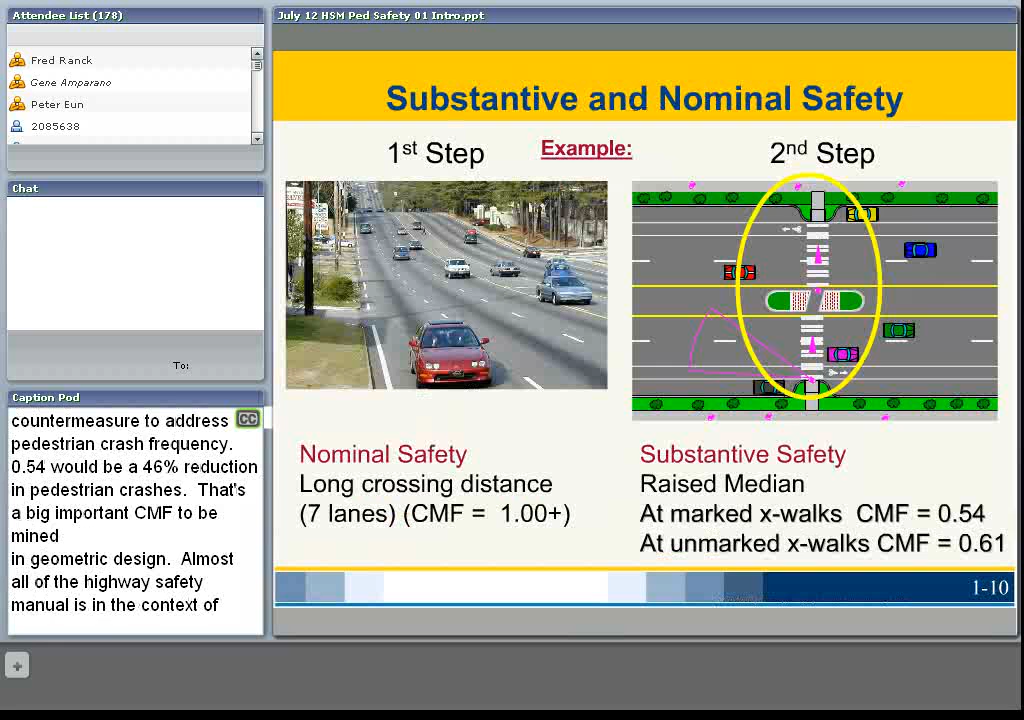 Attendee List (178)
Fred Ranck
Gene Amparano
Peter Eun
2085638
Chat
To:
Caption Pod
countermeasure to address
CC
pedestrian crash frequency.
0.54 would be a 46% reduction
in pedestrian crashes. That's
a big important CMF to be
mined
in geometric design. Almost
all of the highway safety
manual is in the context of
July 12 HSM Ped Safety 01 Intro.ppt
Substantive and Nominal Safety
1st Step
Example:
2nd Step
Nominal Safety
Long crossing distance
(7 lanes) (CMF = 1.00+)
Substantive Safety
Raised Median
At marked x-walks CMF = 0.54
At unmarked x-walks CMF = 0.61
1-10